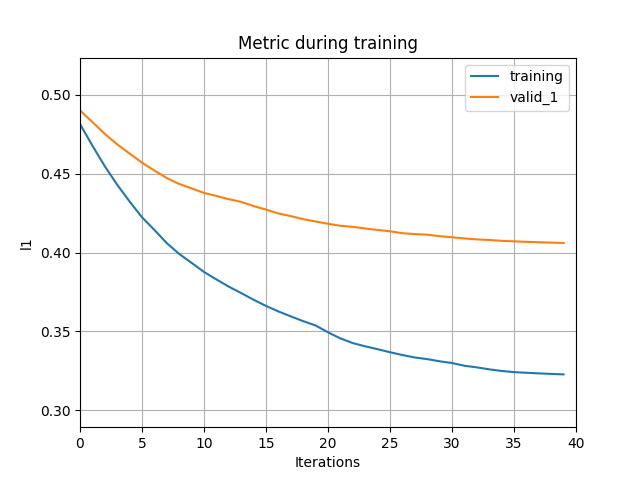 Metric during training
training
valid_1
0.50
0.45
0.40
0.35
0.30
l1
0 5 10 15 20 25 30 35 40
Iterations